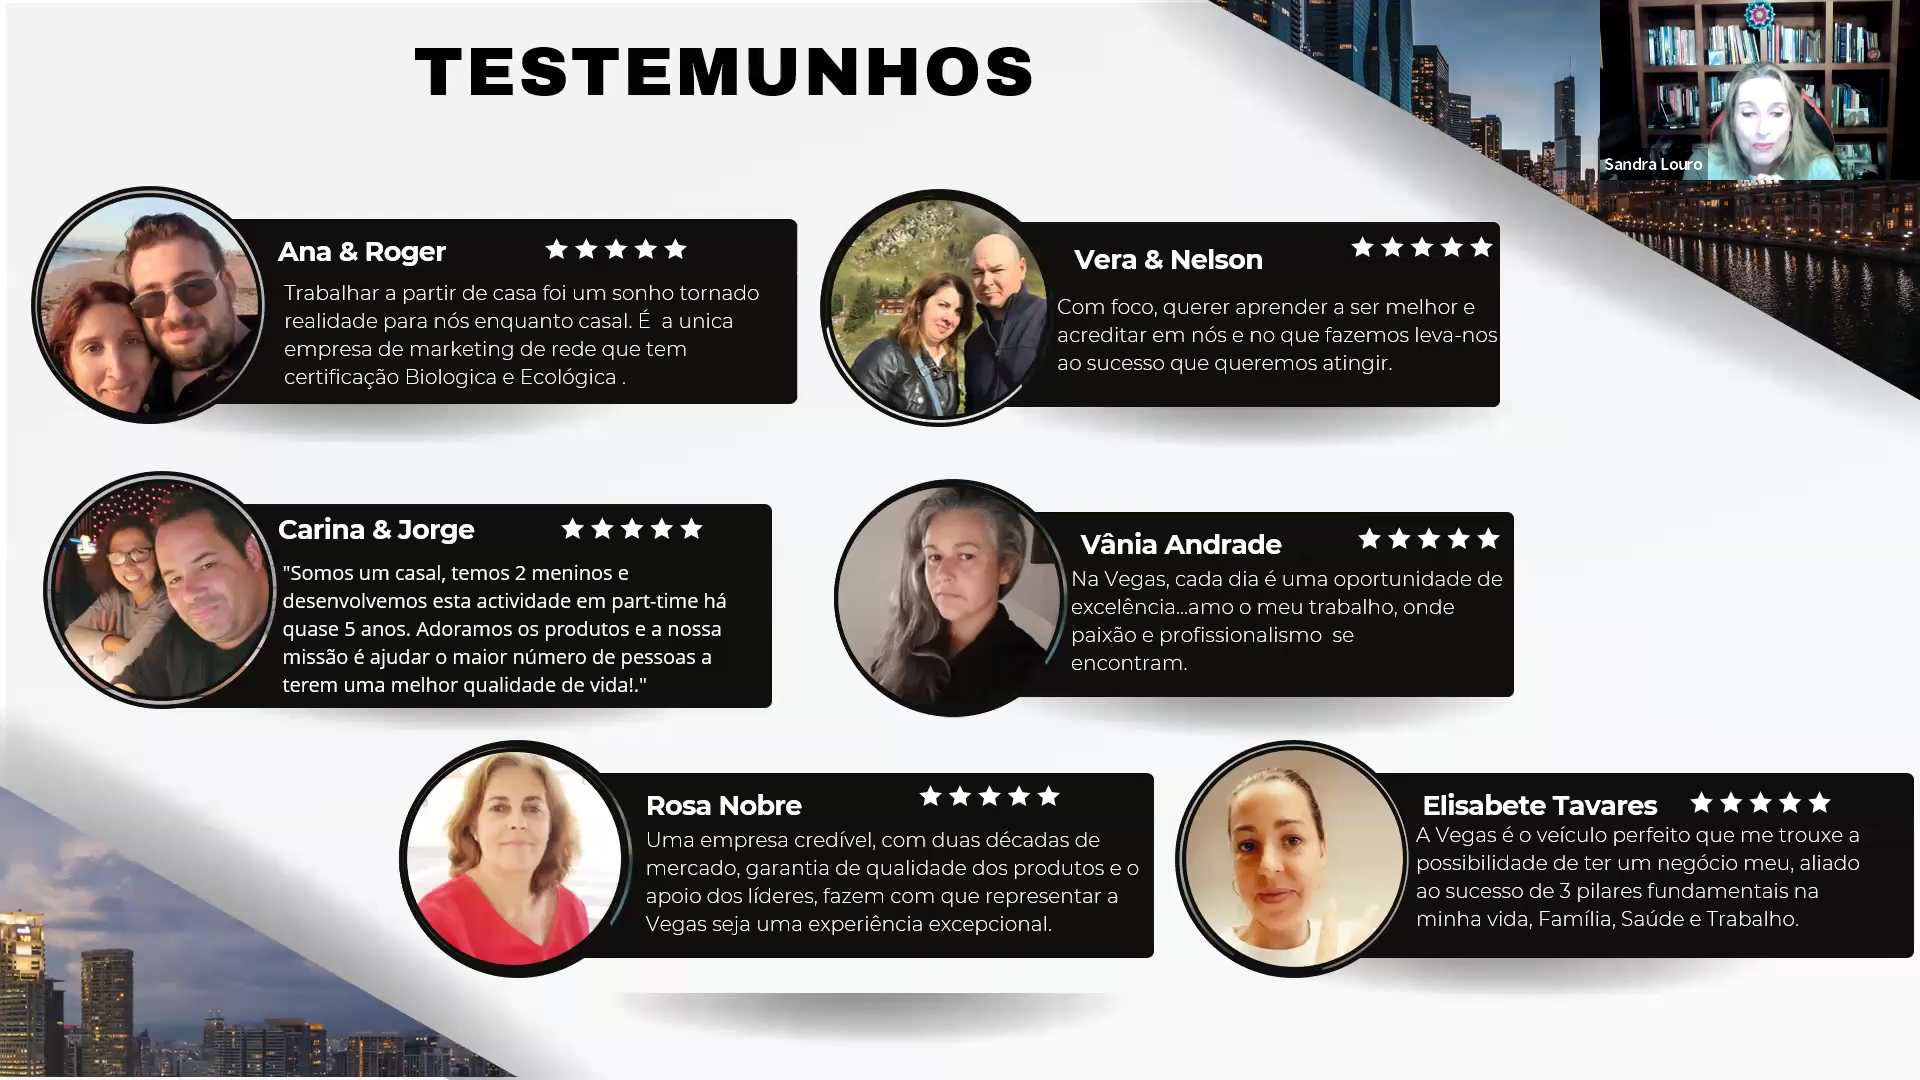 TESTEMUNHOS
Sandra Louro
Ana & Roger
Trabalhar a partir de casa foi um sonho tornado
realidade para nós enquanto casal. É  a unica
empresa de marketing de rede que tem
certificação Biologica e Ecológica .
Vera & Nelson
Com foco, querer aprender a ser melhor e
acreditar em nós e no que fazemos leva-nos
ao sucesso que queremos atingir.
Carina & Jorge
"Somos um casal, temos 2 meninos e
desenvolvemos esta actividade em part-time há
quase 5 anos. Adoramos os produtos e a nossa
missão é ajudar o maior número de pessoas a
terem uma melhor qualidade de vida!."
Vânia Andrade
Na Vegas, cada dia é uma oportunidade de
excelência...amo o meu trabalho, onde
paixão e profissionalismo  se
encontram.
Rosa Nobre
Uma empresa credível, com duas décadas de
mercado, garantia de qualidade dos produtos e o
apoio dos líderes, fazem com que representar a
Vegas seja uma experiência excepcional.
Elisabete Tavares
A Vegas é o veículo perfeito que me trouxe a
possibilidade de ter um negócio meu, aliado
ao sucesso de 3 pilares fundamentais na
minha vida, Família, Saúde e Trabalho.